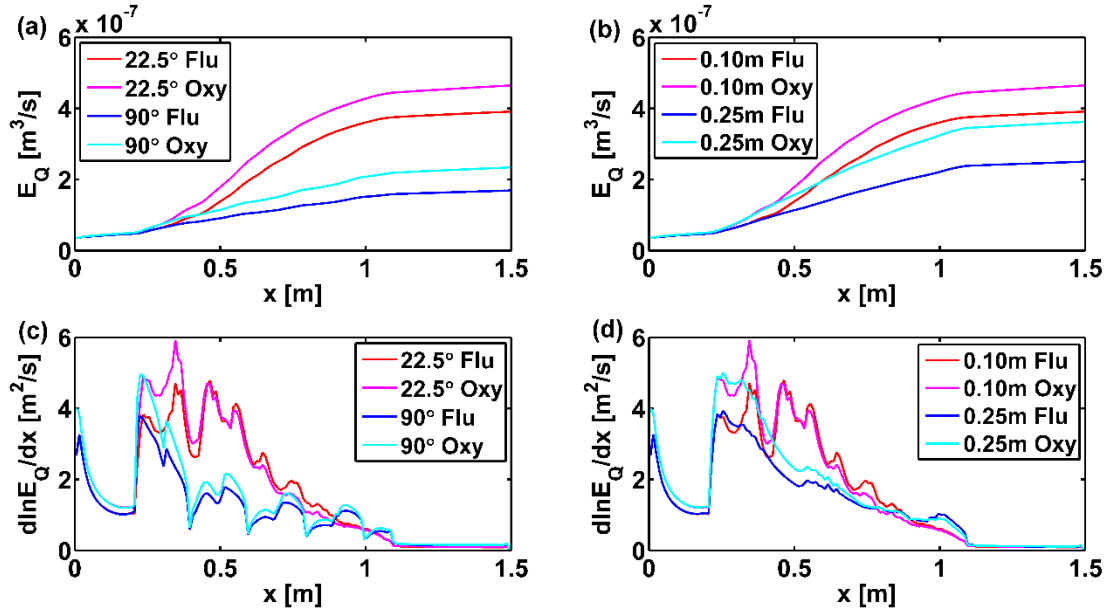 (a)
x 10⁻⁷
6
4
2
0
E_Q [m³/s]
22.5° Flu
22.5° Oxy
90° Flu
90° Oxy
0 0.5 1 1.5
x [m]
(b)
x 10⁻⁷
6
4
2
0
E_Q [m³/s]
0.10m Flu
0.10m Oxy
0.25m Flu
0.25m Oxy
0 0.5 1 1.5
x [m]
(c)
6
4
2
0
dlnE_Q/dx [m²/s]
22.5° Flu
22.5° Oxy
90° Flu
90° Oxy
0 0.5 1 1.5
x [m]
(d)
6
4
2
0
dlnE_Q/dx [m²/s]
0.10m Flu
0.10m Oxy
0.25m Flu
0.25m Oxy
0 0.5 1 1.5
x [m]